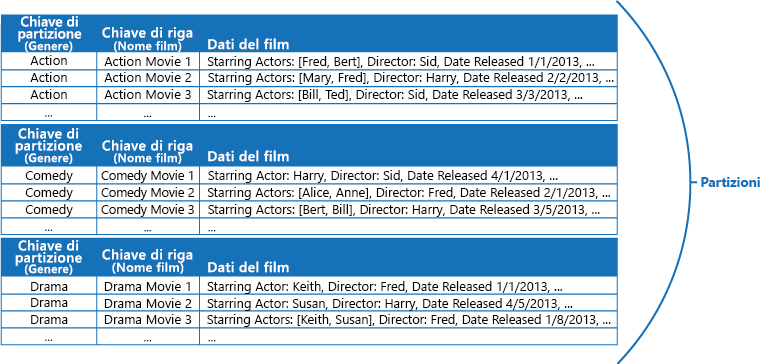 Chiave di partizione (Genere) Chiave di riga (Nome film) Dati del film
Action Action Movie 1 Starring Actors: [Fred, Bert], Director: Sid, Date Released 1/1/2013, ...
Action Action Movie 2 Starring Actors: [Mary, Fred], Director: Harry, Date Released 2/2/2013, ...
Action Action Movie 3 Starring Actors: [Bill, Ted], Director: Sid, Date Released 3/3/2013, ...
... ... ...
Chiave di partizione (Genere) Chiave di riga (Nome film) Dati del film
Comedy Comedy Movie 1 Starring Actor: Harry, Director: Sid, Date Released 4/1/2013, ...
Comedy Comedy Movie 2 Starring Actors: [Alice, Anne], Director: Fred, Date Released 2/1/2013, ...
Comedy Comedy Movie 3 Starring Actors: [Bert, Bill], Director: Harry, Date Released 3/5/2013, ...
... ... ...
Chiave di partizione (Genere) Chiave di riga (Nome film) Dati del film
Drama Drama Movie 1 Starring Actor: Keith, Director: Fred, Date Released 1/1/2013, ...
Drama Drama Movie 2 Starring Actor: Susan, Director: Harry, Date Released 4/5/2013, ...
Drama Drama Movie 3 Starring Actors: [Keith, Susan], Director: Fred, Date Released 1/8/2013, ...
... ... ...
Partizioni